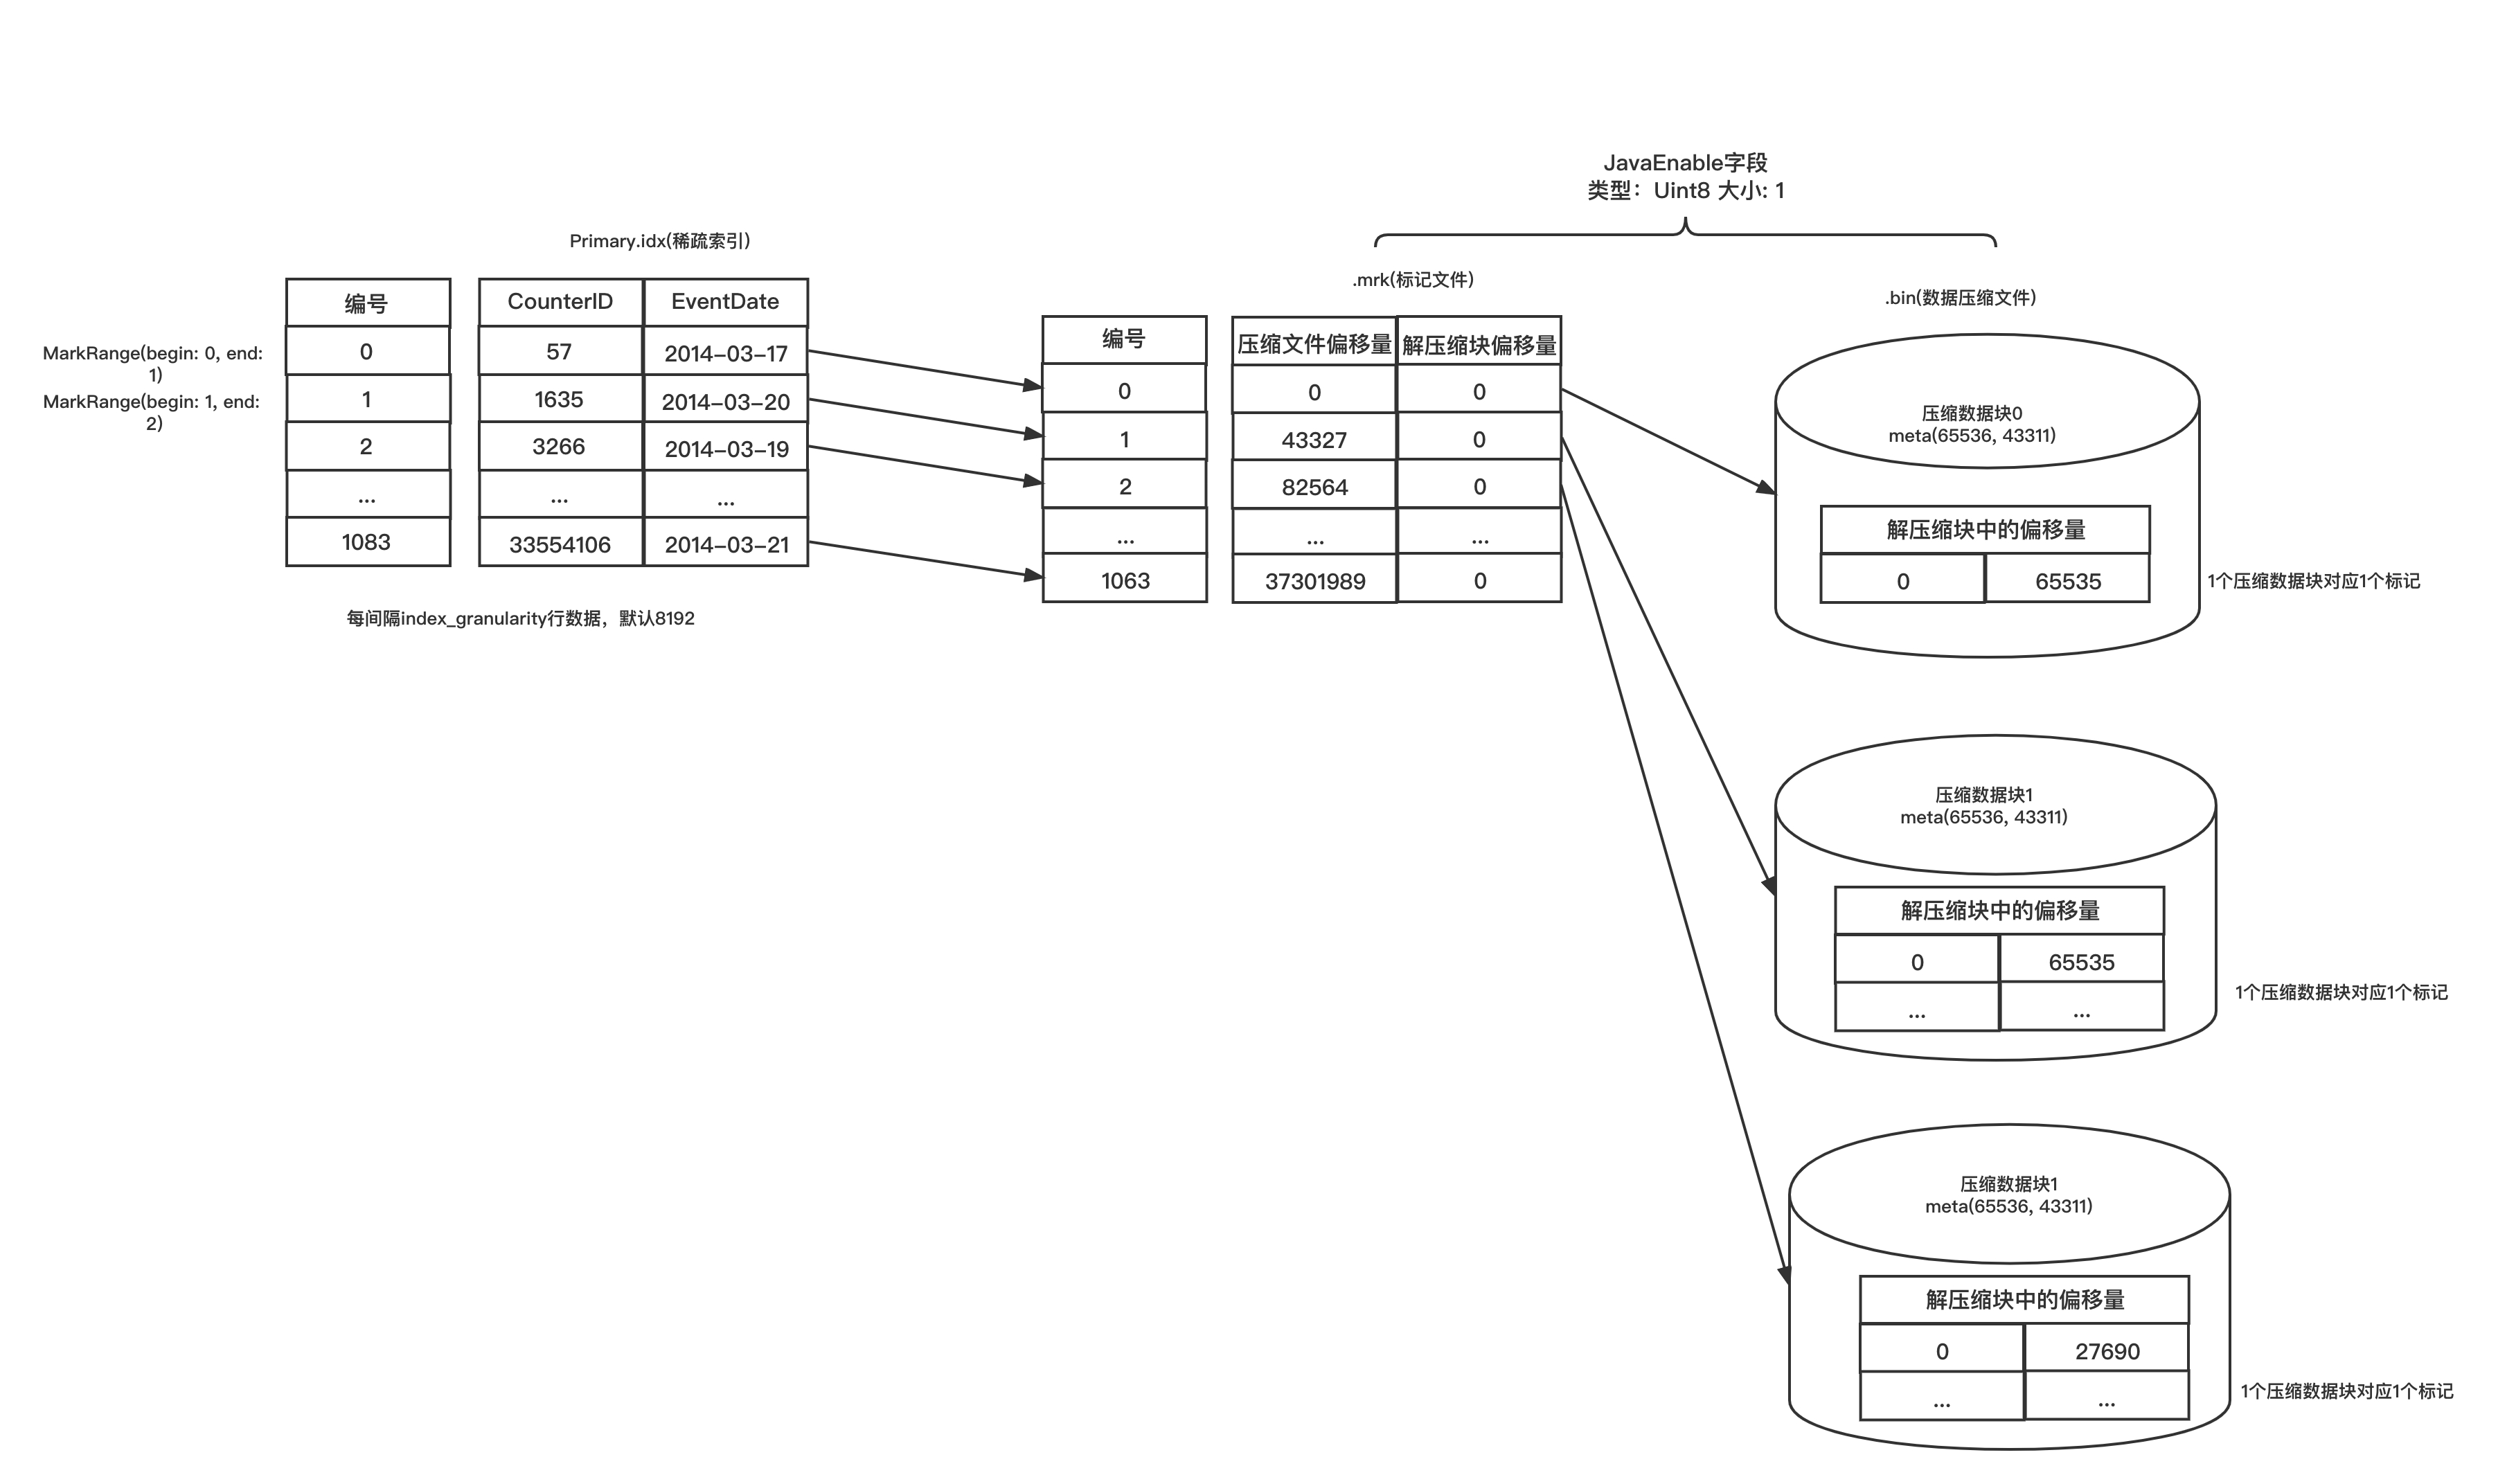 JavaEnable字段
类型：Uint8 大小: 1
Primary.idx(稀疏索引)
.mrk(标记文件)
.bin(数据压缩文件)
MarkRange(begin: 0, end:
1)
MarkRange(begin: 1, end:
2)
编号
0
1
2
...
1083
CounterID EventDate
57 2014-03-17
1635 2014-03-20
3266 2014-03-19
... ...
33554106 2014-03-21
每间隔index_granularity行数据，默认8192
编号
0
1
2
...
1063
压缩文件偏移量 解压缩块偏移量
0 0
43327 0
82564 0
... ...
37301989 0
压缩数据块0
meta(65536, 43311)
解压缩块中的偏移量
0 65535
1个压缩数据块对应1个标记
压缩数据块1
meta(65536, 43311)
解压缩块中的偏移量
0 65535
... ...
1个压缩数据块对应1个标记
压缩数据块1
meta(65536, 43311)
解压缩块中的偏移量
0 27690
... ...
1个压缩数据块对应1个标记